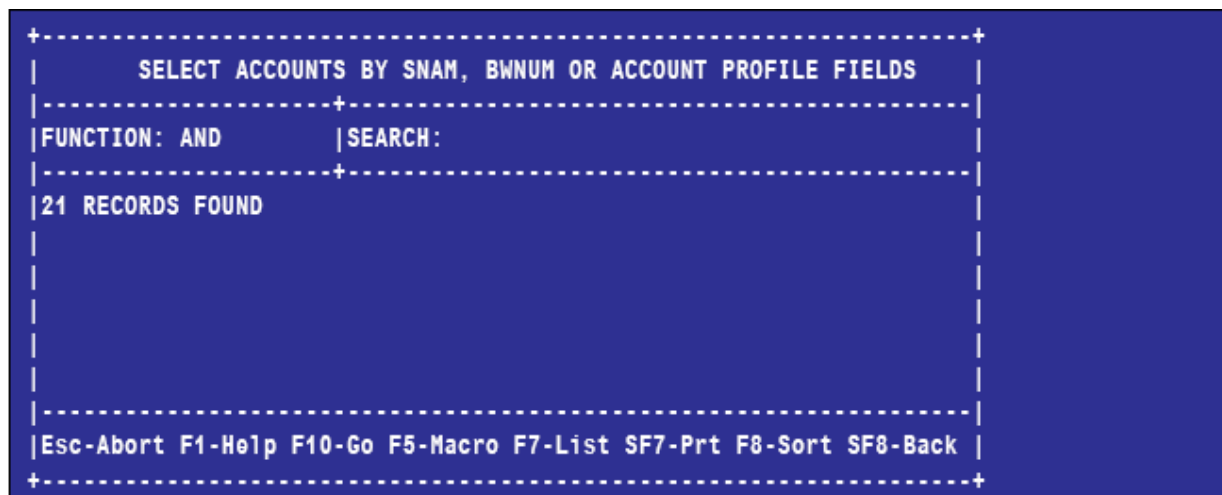 SELECT ACCOUNTS BY SNAM, BWNUM OR ACCOUNT PROFILE FIELDS
FUNCTION: AND |SEARCH:
21 RECORDS FOUND
Esc-Abort F1-Help F10-Go F5-Macro F7-List SF7-Prt F8-Sort SF8-Back